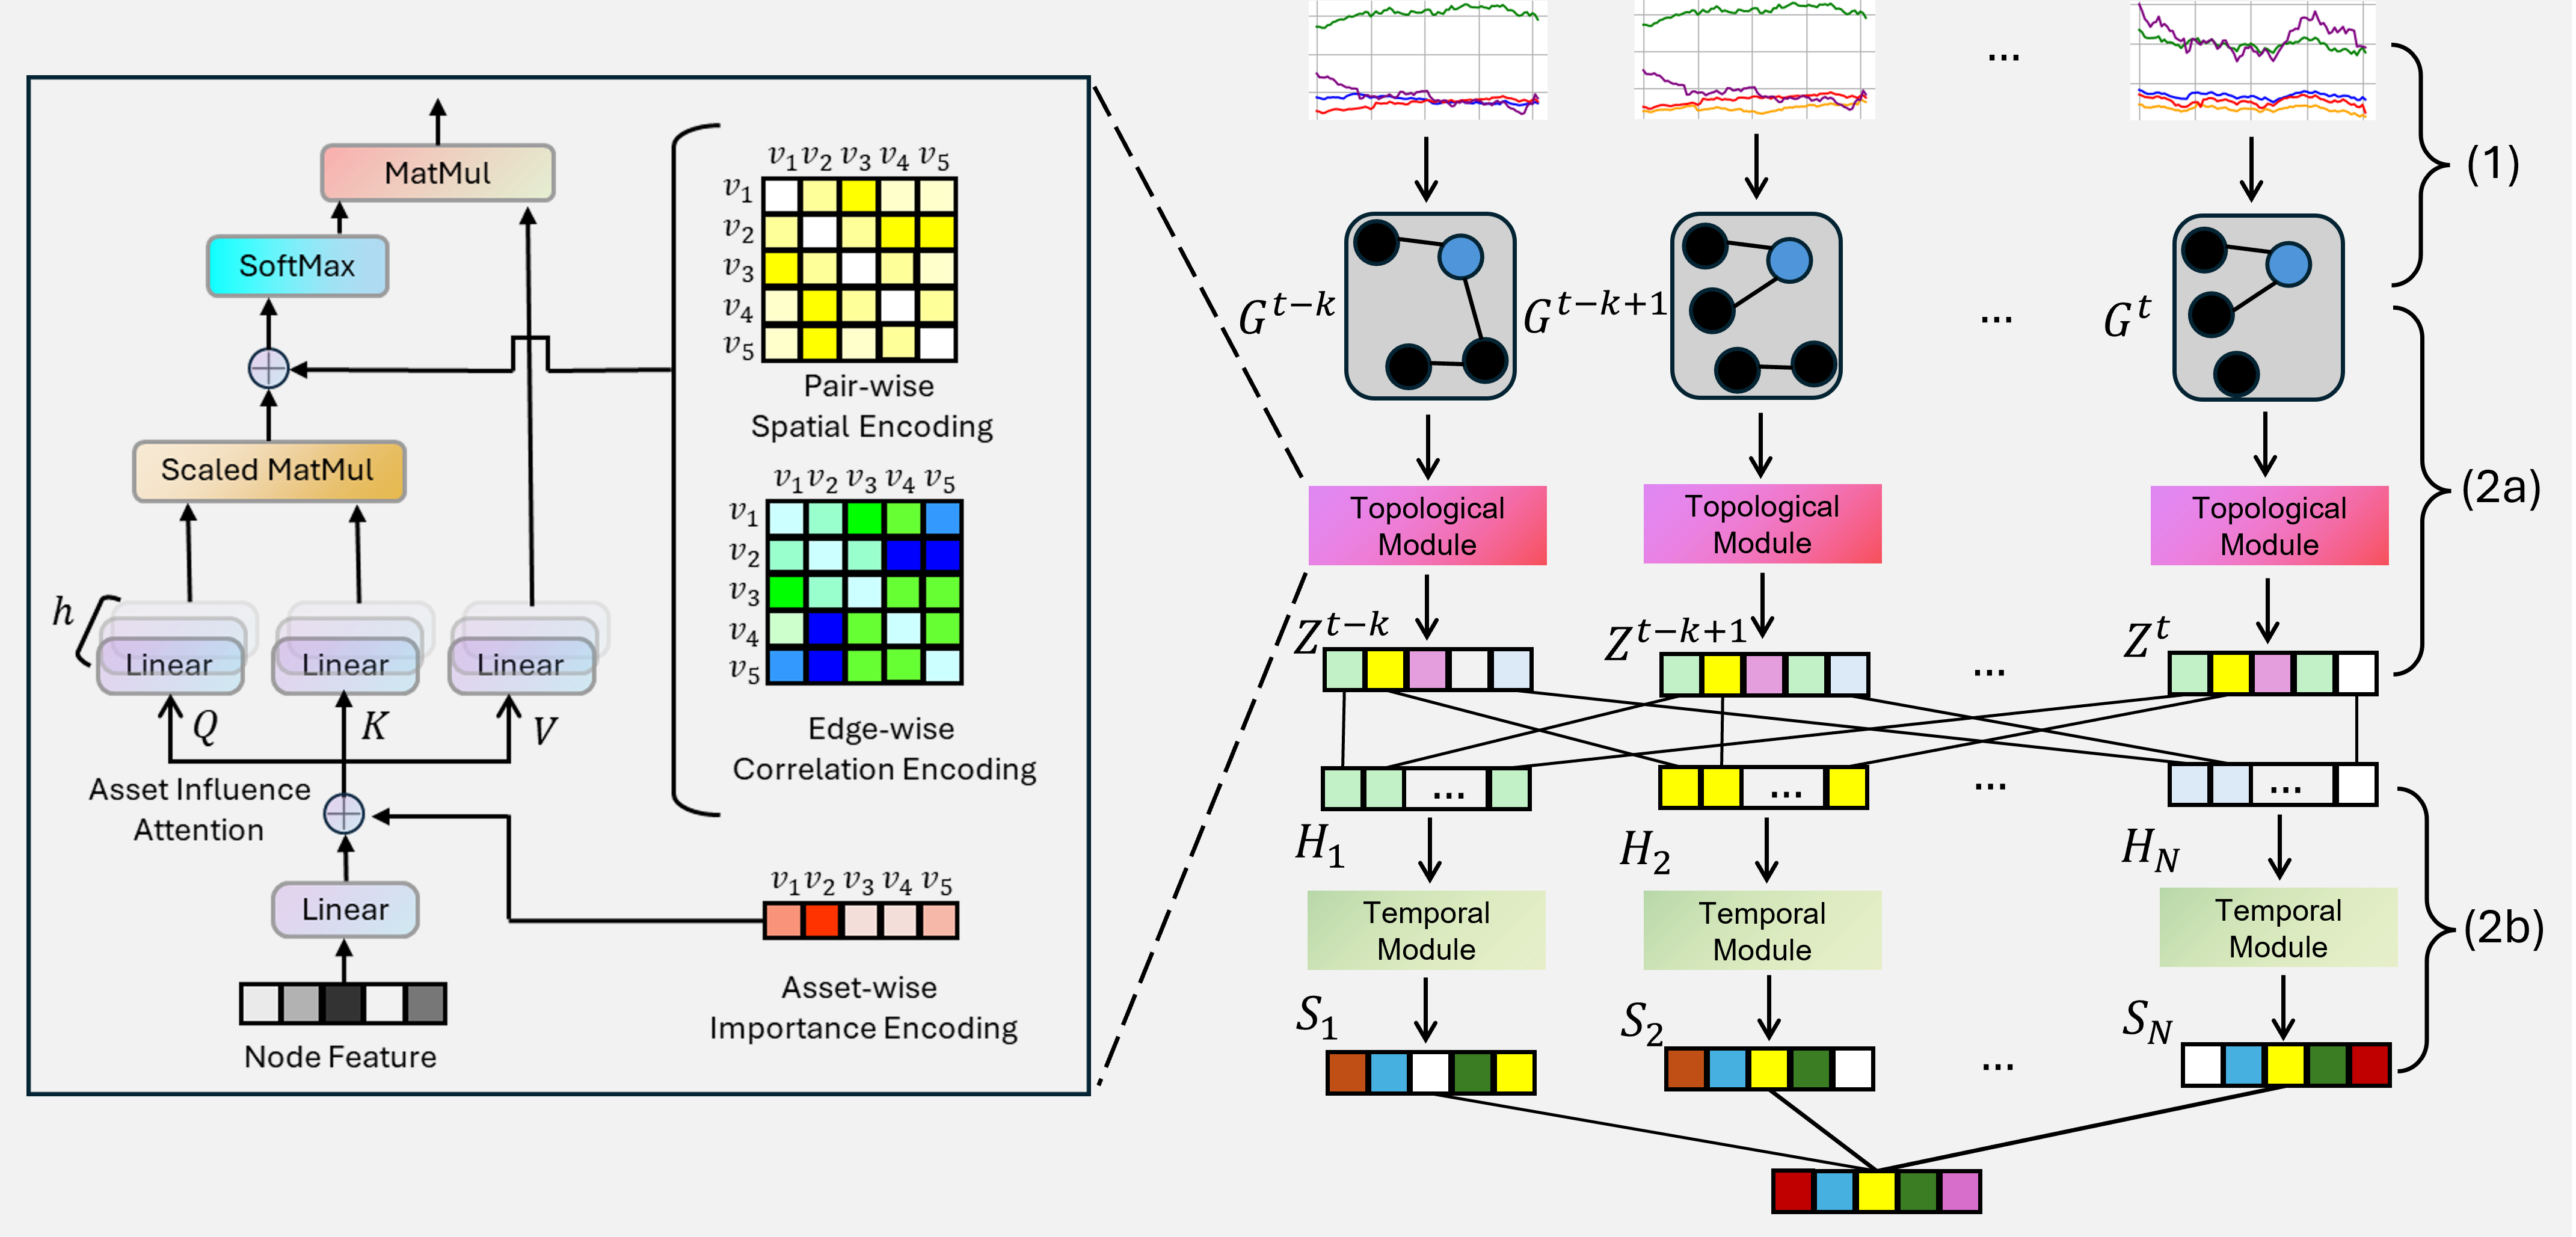 MatMul
SoftMax
Scaled MatMul
h
Linear
Linear
Linear
Q
K
V
Asset Influence
Attention
Linear
Node Feature
v₁ v₂ v₃ v₄ v₅
v₁
v₂
v₃
v₄
v₅
Pair-wise
Spatial Encoding
v₁ v₂ v₃ v₄ v₅
v₁
v₂
v₃
v₄
v₅
Edge-wise
Correlation Encoding
v₁ v₂ v₃ v₄ v₅
Asset-wise
Importance Encoding
...
(1)
G^{t-k}
G^{t-k+1}
...
G^t
Topological
Module
Topological
Module
Topological
Module
(2a)
Z^{t-k}
Z^{t-k+1}
...
Z^t
...
...
...
...
H₁
H₂
H_N
Temporal
Module
Temporal
Module
Temporal
Module
(2b)
S₁
S₂
...
S_N